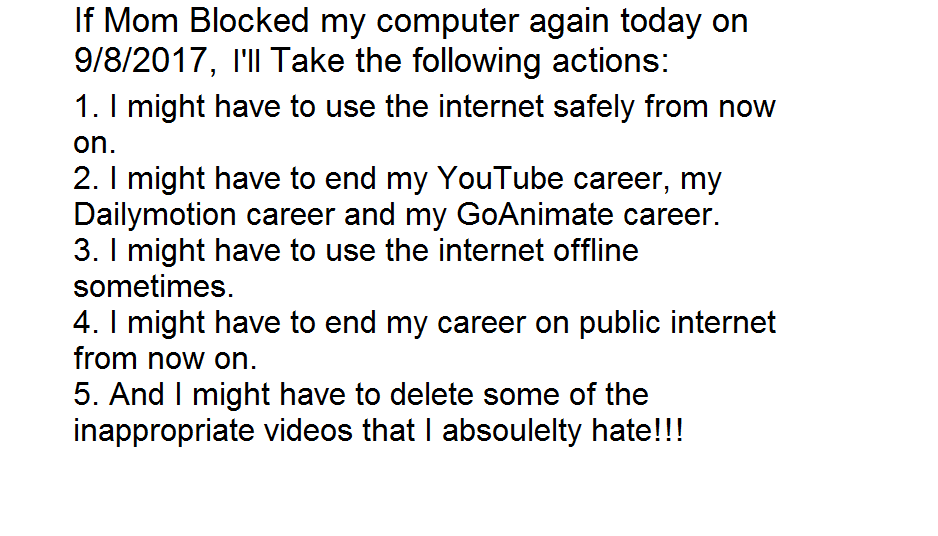 If Mom Blocked my computer again today on
9/8/2017, I'll Take the following actions:
1. I might have to use the internet safely from now
on.
2. I might have to end my YouTube career, my
Dailymotion career and my GoAnimate career.
3. I might have to use the internet offline
sometimes.
4. I might have to end my career on public internet
from now on.
5. And I might have to delete some of the
inappropriate videos that I absoulelty hate!!!